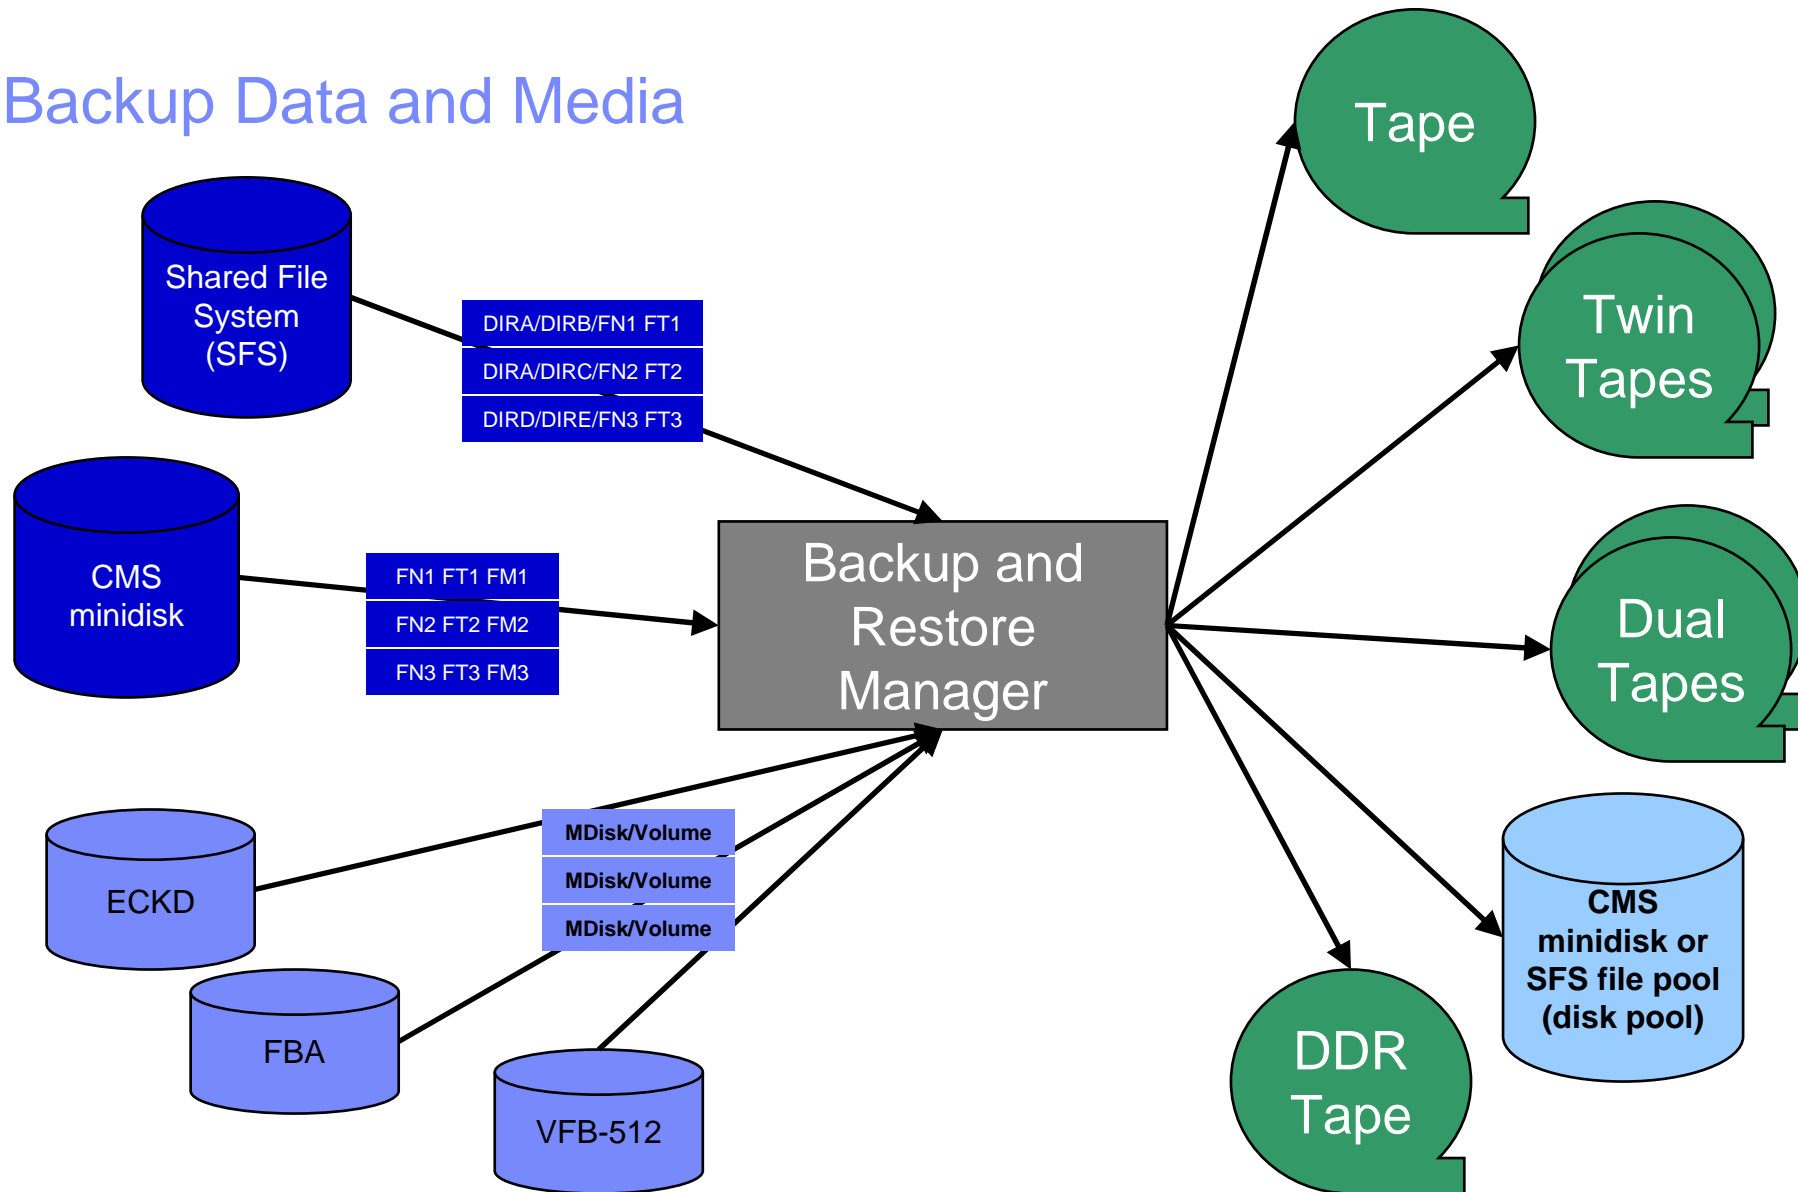 Backup Data and Media
Shared File
System
(SFS)
DIRA/DIRB/FN1 FT1
DIRA/DIRC/FN2 FT2
DIRD/DIRE/FN3 FT3
CMS
minidisk
FN1 FT1 FM1
FN2 FT2 FM2
FN3 FT3 FM3
ECKD
FBA
VFB-512
MDisk/Volume
MDisk/Volume
MDisk/Volume
Backup and
Restore
Manager
Tape
Twin
Tapes
Dual
Tapes
CMS
minidisk or
SFS file pool
(disk pool)
DDR
Tape